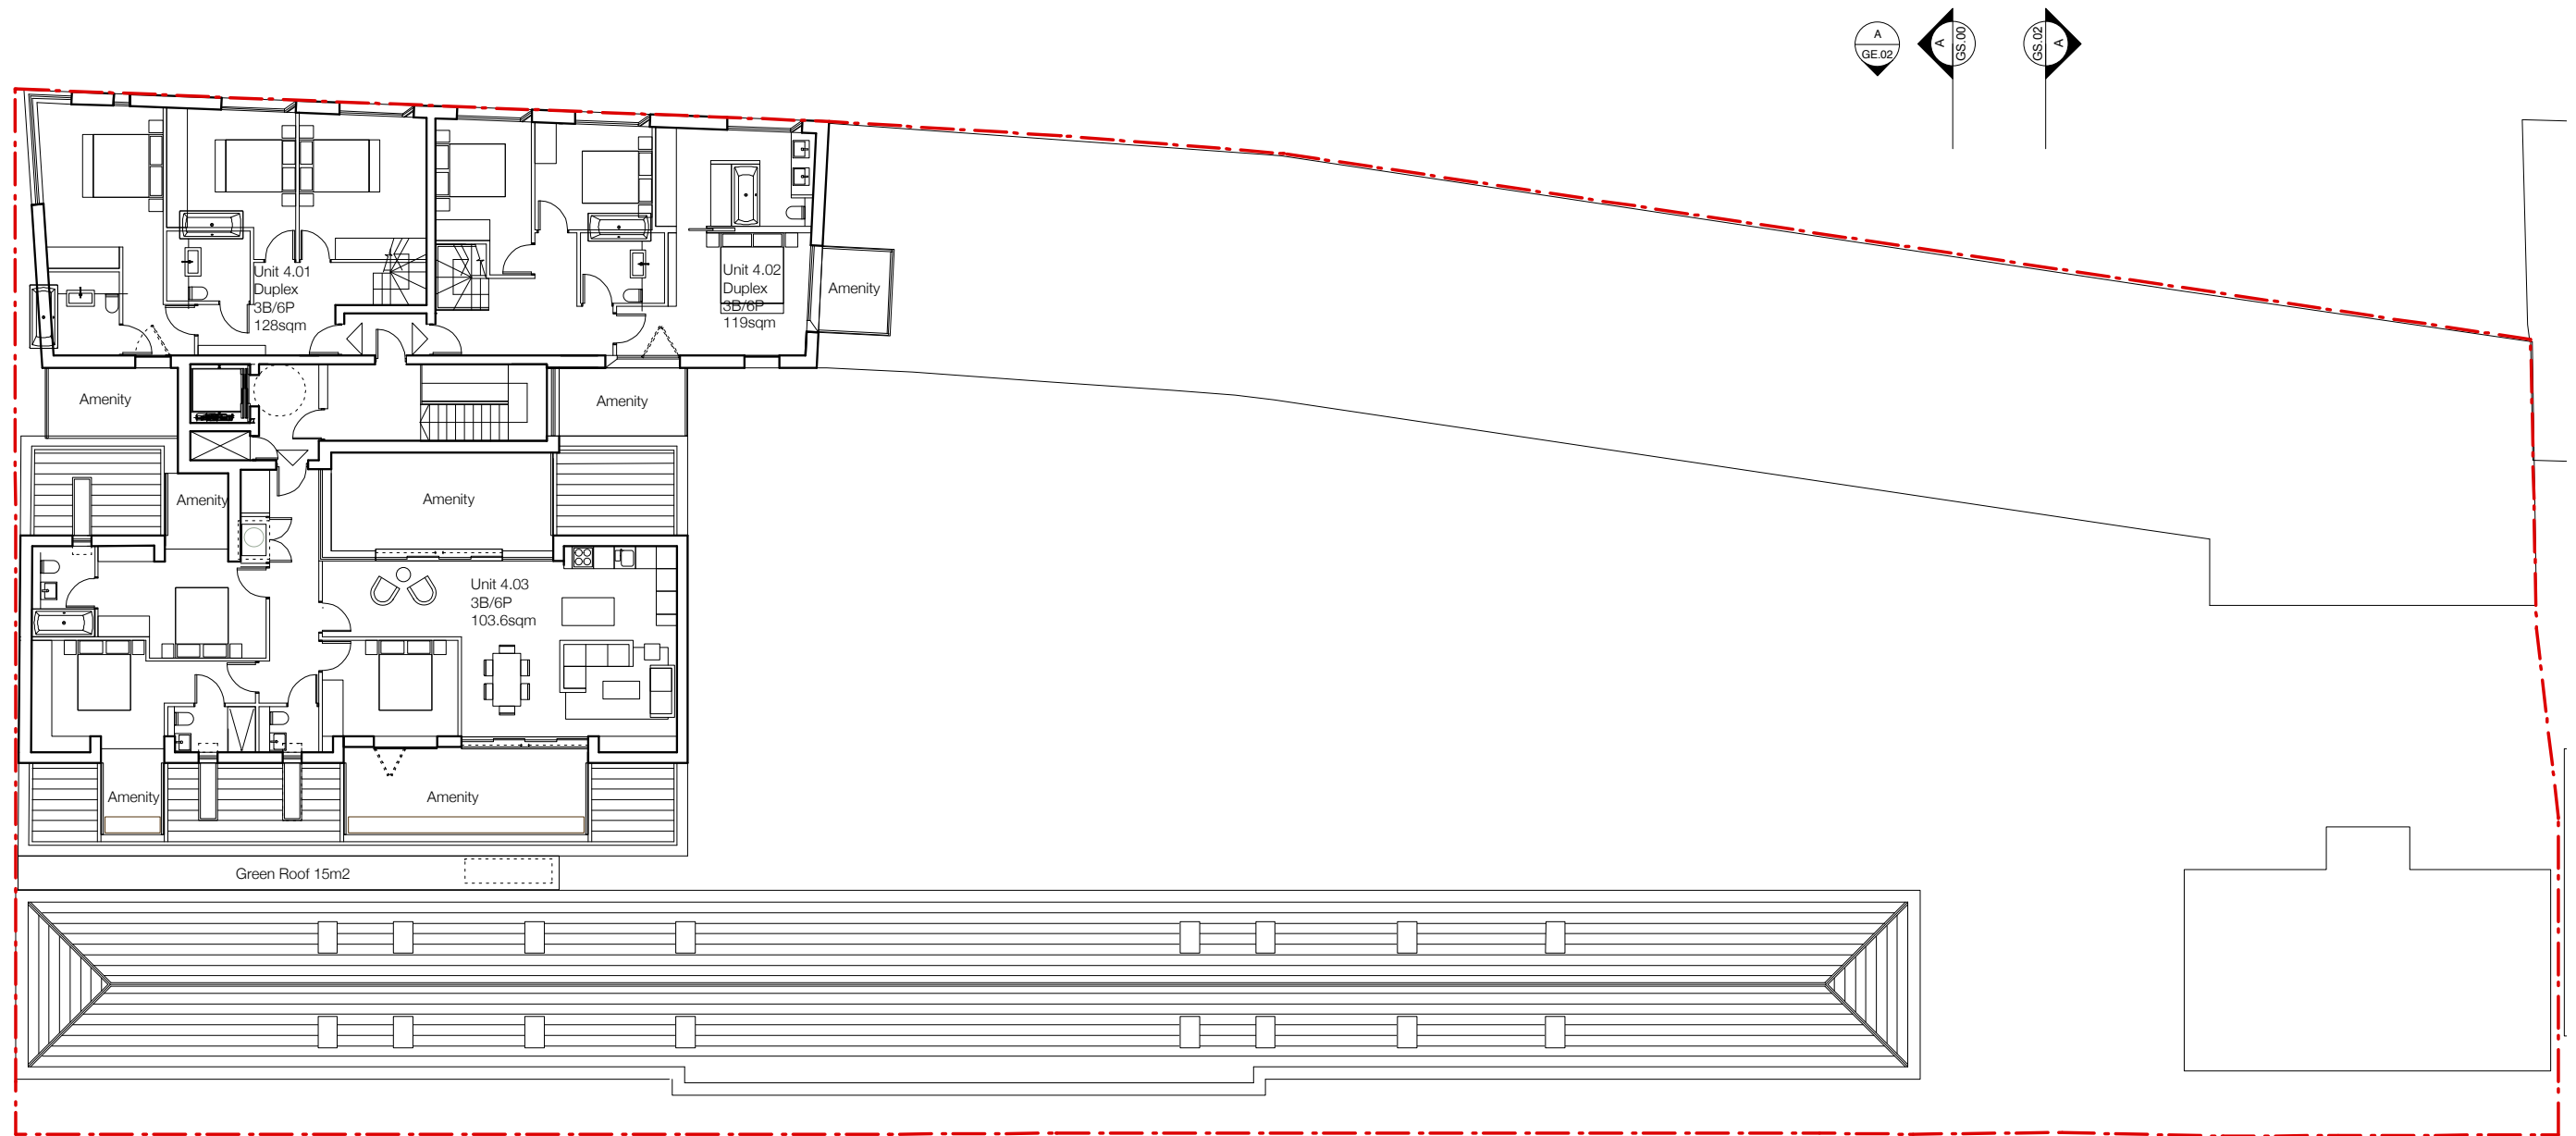 A
GE.02
A
GS.00
GS.02
A
Unit 4.01
Duplex
3B/6P
128sqm
Unit 4.02
Duplex
3B/6P
119sqm
Amenity
Amenity
Amenity
Amenity
Amenity
Unit 4.03
3B/6P
103.6sqm
Amenity
Amenity
Green Roof 15m2